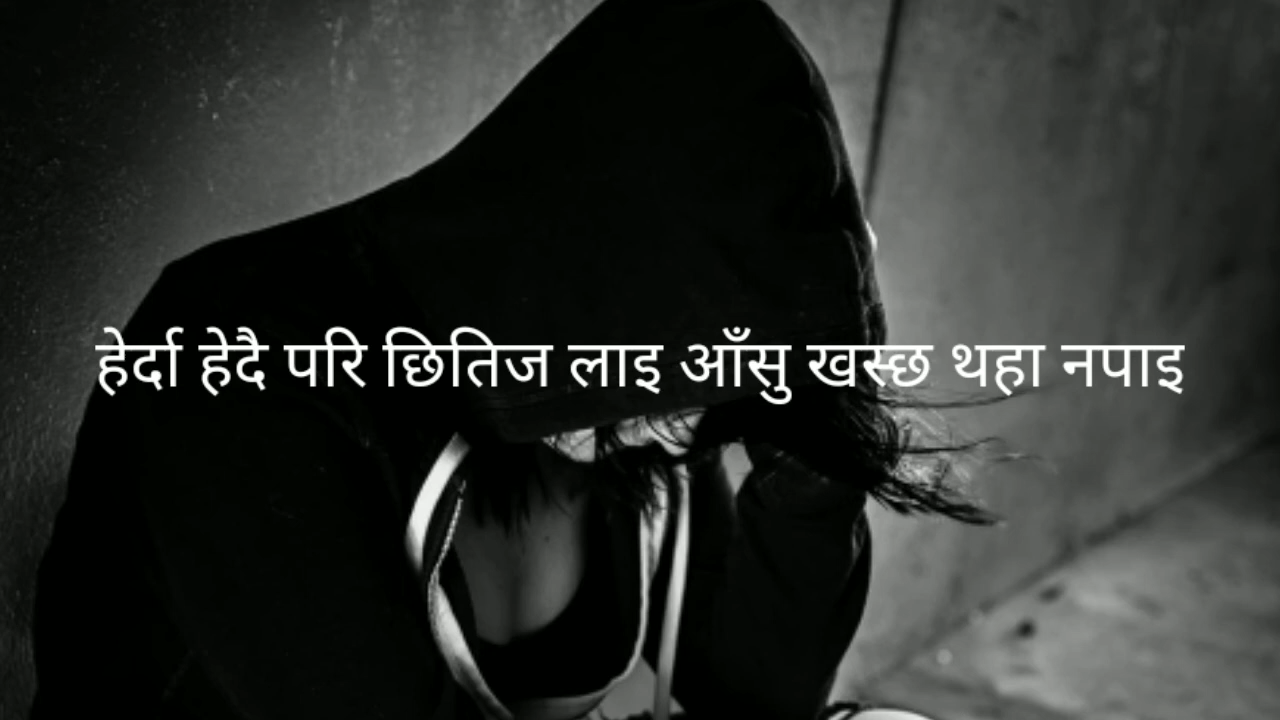 हेर्दा हेदै परि छितिज लाइ आँसु खस्छ थहा नपाइ